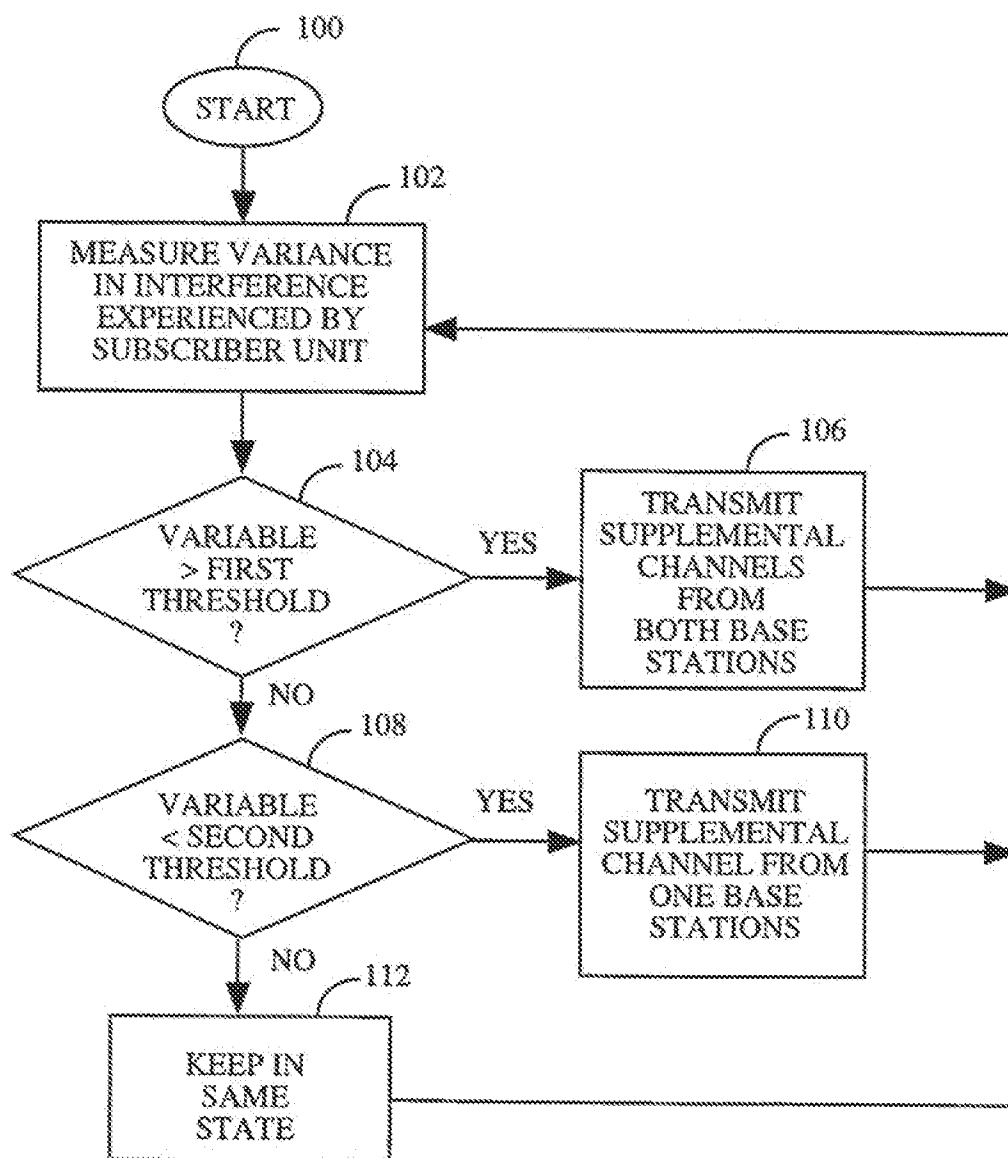 100
START
102
MEASURE VARIANCE
IN INTERFERENCE
EXPERIENCED BY
SUBSCRIBER UNIT
104
VARIABLE
> FIRST
THRESHOLD
?
YES
106
TRANSMIT
SUPPLEMENTAL
CHANNELS
FROM
BOTH BASE
STATIONS
NO
108
VARIABLE
< SECOND
THRESHOLD
?
YES
110
TRANSMIT
SUPPLEMENTAL
CHANNEL FROM
ONE BASE
STATIONS
NO
112
KEEP IN
SAME
STATE